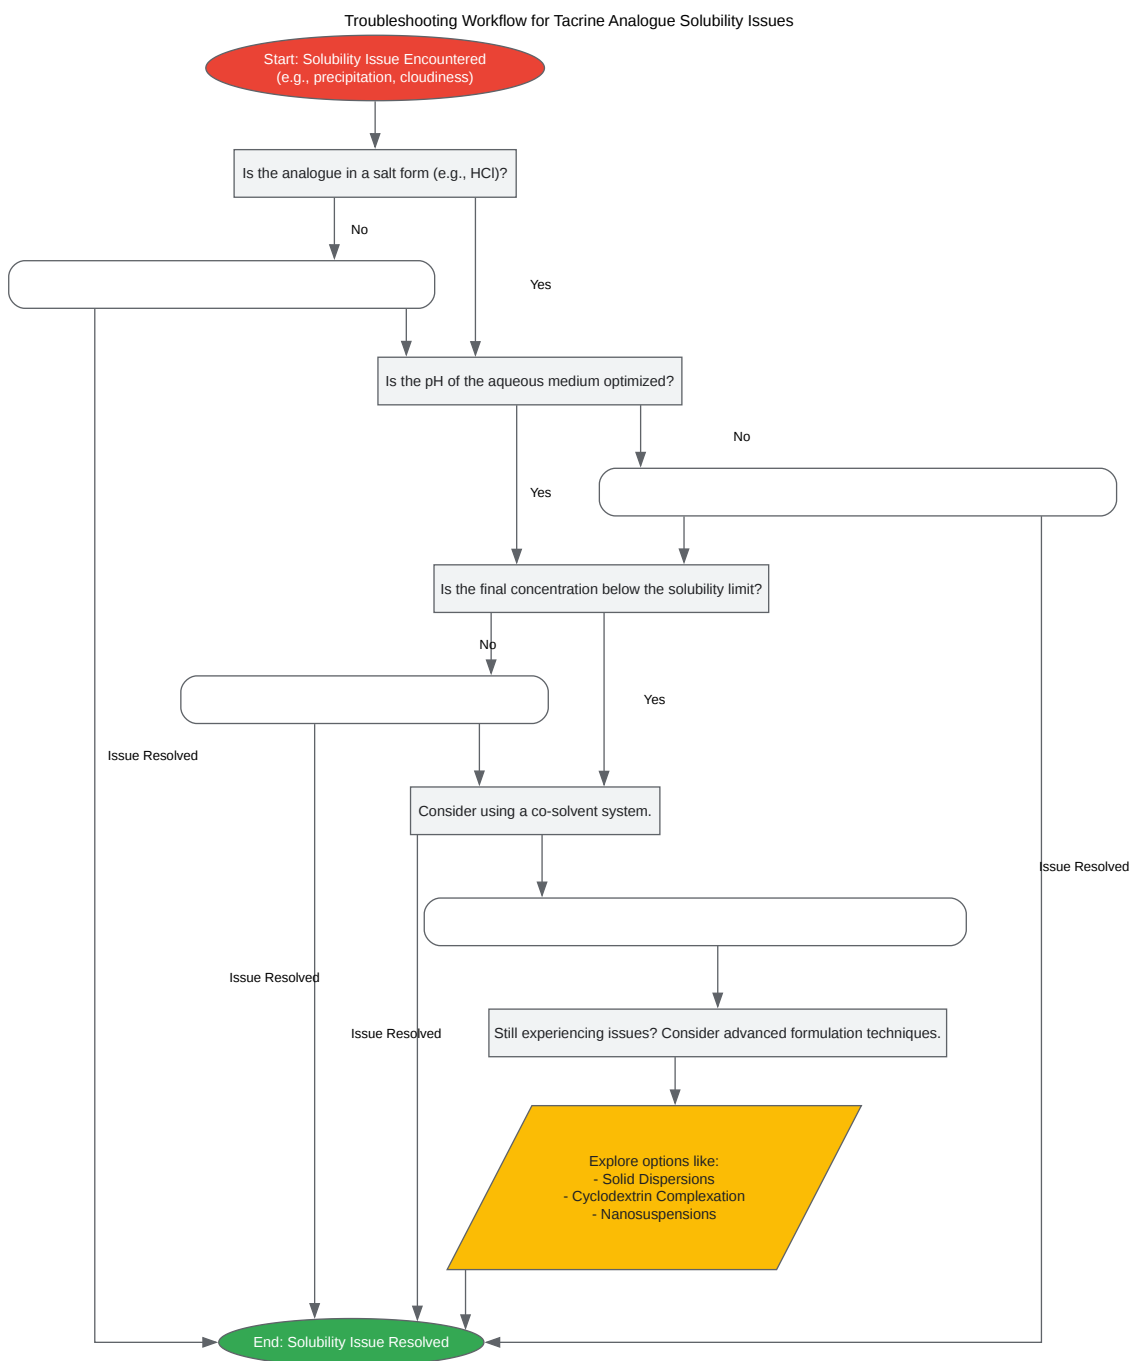 Troubleshooting Workflow for Tacrine Analogue Solubility Issues
Start: Solubility Issue Encountered
(e.g., precipitation, cloudiness)
Is the analogue in a salt form (e.g., HCl)?
No
Yes
Is the pH of the aqueous medium optimized?
No
Yes
Is the final concentration below the solubility limit?
No
Yes
Issue Resolved
Consider using a co-solvent system.
Issue Resolved
Issue Resolved
Issue Resolved
Still experiencing issues? Consider advanced formulation techniques.
Explore options like:
- Solid Dispersions
- Cyclodextrin Complexation
- Nanosuspensions
End: Solubility Issue Resolved